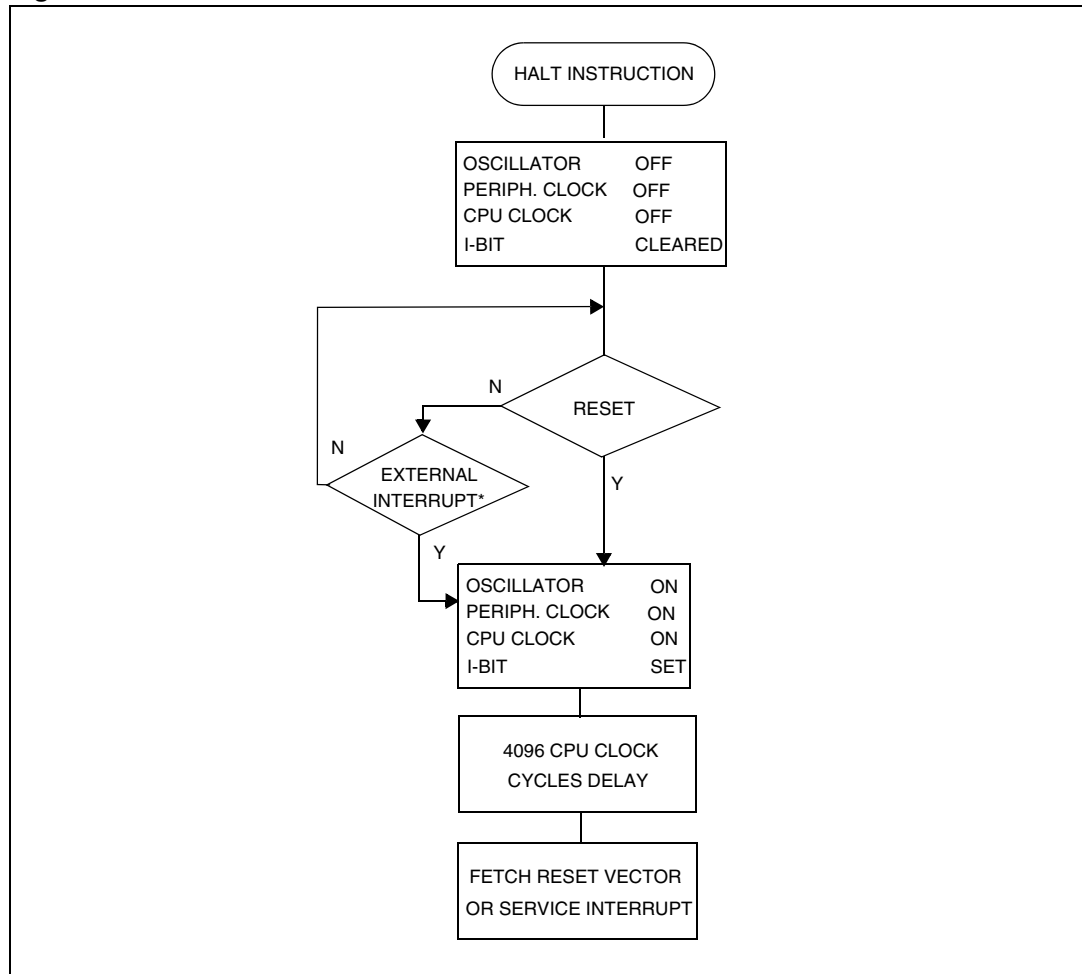 HALT INSTRUCTION
OSCILLATOR OFF
PERIPH. CLOCK OFF
CPU CLOCK OFF
I-BIT CLEARED
N
RESET
N
EXTERNAL
INTERRUPT*
Y
Y
OSCILLATOR ON
PERIPH. CLOCK ON
CPU CLOCK ON
I-BIT SET
4096 CPU CLOCK
CYCLES DELAY
FETCH RESET VECTOR
OR SERVICE INTERRUPT